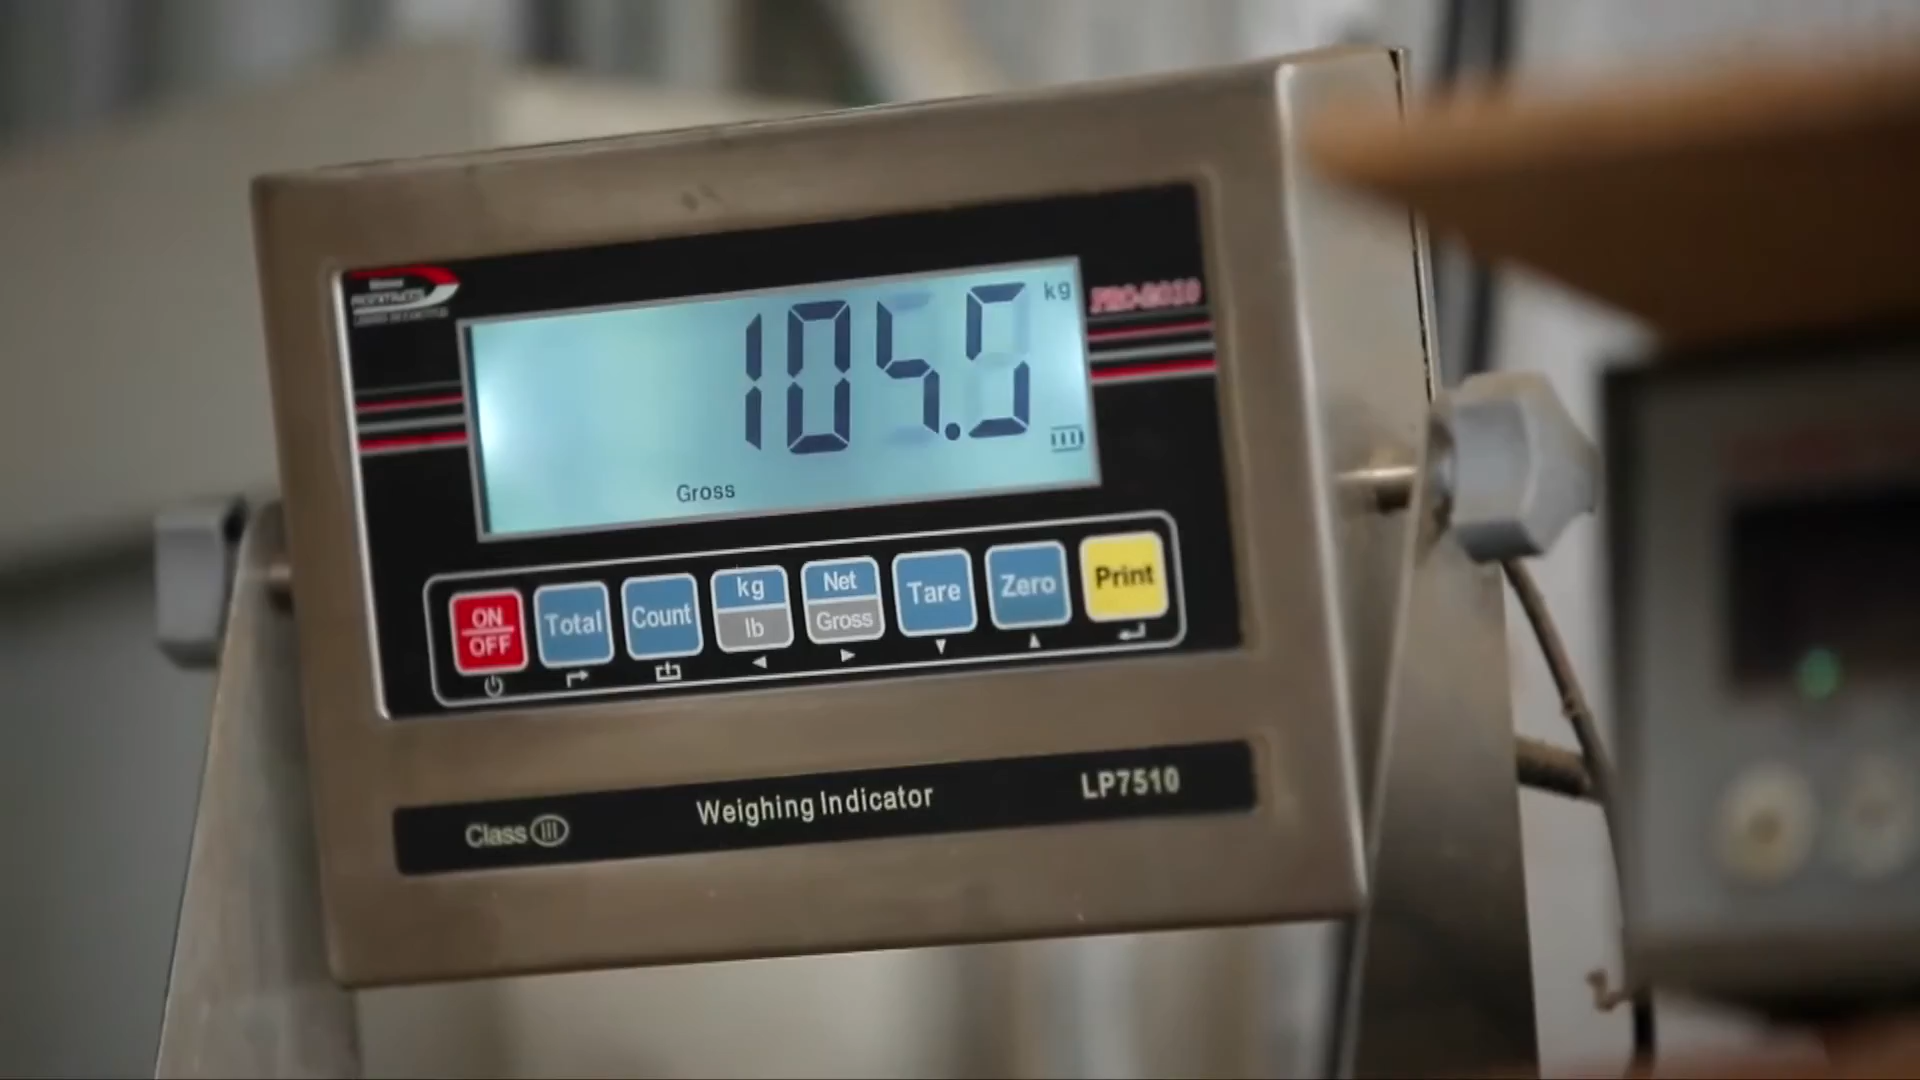 104.5 kg
Gross
ON OFF
Total
Count
kg lb
Net Gross
Tare
Zero
Print
Class III
Weighing Indicator
LP7510